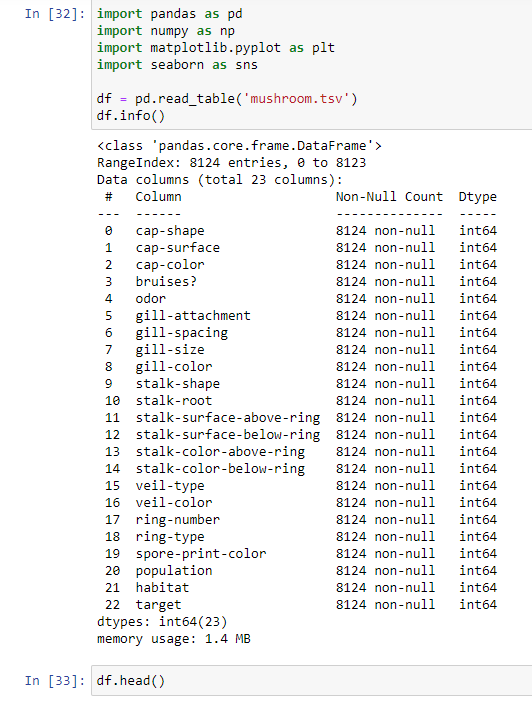 In [32]: import pandas as pd
import numpy as np
import matplotlib.pyplot as plt
import seaborn as sns
df = pd.read_table('mushroom.tsv')
df.info()
<class 'pandas.core.frame.DataFrame'>
RangeIndex: 8124 entries, 0 to 8123
Data columns (total 23 columns):
# Column Non-Null Count Dtype
--- ------ -------------- -----
0 cap-shape 8124 non-null int64
1 cap-surface 8124 non-null int64
2 cap-color 8124 non-null int64
3 bruises? 8124 non-null int64
4 odor 8124 non-null int64
5 gill-attachment 8124 non-null int64
6 gill-spacing 8124 non-null int64
7 gill-size 8124 non-null int64
8 gill-color 8124 non-null int64
9 stalk-shape 8124 non-null int64
10 stalk-root 8124 non-null int64
11 stalk-surface-above-ring 8124 non-null int64
12 stalk-surface-below-ring 8124 non-null int64
13 stalk-color-above-ring 8124 non-null int64
14 stalk-color-below-ring 8124 non-null int64
15 veil-type 8124 non-null int64
16 veil-color 8124 non-null int64
17 ring-number 8124 non-null int64
18 ring-type 8124 non-null int64
19 spore-print-color 8124 non-null int64
20 population 8124 non-null int64
21 habitat 8124 non-null int64
22 target 8124 non-null int64
dtypes: int64(23)
memory usage: 1.4 MB
In [33]: df.head()